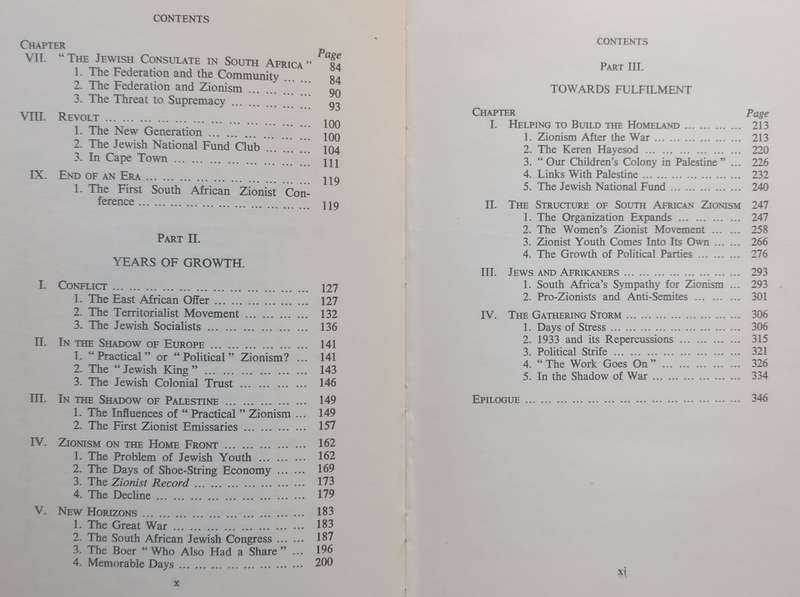 CONTENTS
CHAPTER Page
VII. “THE JEWISH CONSULATE IN SOUTH AFRICA” 84
1. The Federation and the Community ... ... 84
2. The Federation and Zionism ... ... ... ... 90
3. The Threat to Supremacy ... ... ... ... ... 93
VIII. REVOLT ... ... ... ... ... ... ... ... ... ... ... ... 100
1. The New Generation ... ... ... ... ... ... 100
2. The Jewish National Fund Club ... ... ... 104
3. In Cape Town ... ... ... ... ... ... ... ... 111
IX. END OF AN ERA ... ... ... ... ... ... ... ... ... ... 119
1. The First South African Zionist Con-
ference ... ... ... ... ... ... ... ... ... ... ... 119
PART II.
YEARS OF GROWTH.
I. CONFLICT ... ... ... ... ... ... ... ... ... ... ... ... 127
1. The East African Offer ... ... ... ... ... ... 127
2. The Territorialist Movement ... ... ... ... 132
3. The Jewish Socialists ... ... ... ... ... ... 136
II. IN THE SHADOW OF EUROPE ... ... ... ... ... ... 141
1. “Practical” or “Political” Zionism? ... 141
2. The “Jewish King” ... ... ... ... ... ... 143
3. The Jewish Colonial Trust ... ... ... ... 146
III. IN THE SHADOW OF PALESTINE ... ... ... ... ... 149
1. The Influences of “Practical” Zionism ... 149
2. The First Zionist Emissaries ... ... ... ... 157
IV. ZIONISM ON THE HOME FRONT ... ... ... ... ... 162
1. The Problem of Jewish Youth ... ... ... 162
2. The Days of Shoe-String Economy ... ... 169
3. The Zionist Record ... ... ... ... ... ... ... 173
4. The Decline ... ... ... ... ... ... ... ... ... 179
V. NEW HORIZONS ... ... ... ... ... ... ... ... ... ... 183
1. The Great War ... ... ... ... ... ... ... ... 183
2. The South African Jewish Congress ... ... 187
3. The Boer “Who Also Had a Share” ... 196
4. Memorable Days ... ... ... ... ... ... ... ... 200
x
CONTENTS
PART III.
TOWARDS FULFILMENT
CHAPTER Page
I. HELPING TO BUILD THE HOMELAND ... ... ... ... 213
1. Zionism After the War ... ... ... ... ... ... 213
2. The Keren Hayesod ... ... ... ... ... ... 220
3. “Our Children’s Colony in Palestine” ... 226
4. Links With Palestine ... ... ... ... ... ... ... 232
5. The Jewish National Fund ... ... ... ... ... 240
II. THE STRUCTURE OF SOUTH AFRICAN ZIONISM 247
1. The Organization Expands ... ... ... ... 247
2. The Women’s Zionist Movement ... ... 258
3. Zionist Youth Comes Into Its Own ... ... 266
4. The Growth of Political Parties ... ... ... 276
III. JEWS AND AFRIKANERS ... ... ... ... ... ... ... ... 293
1. South Africa’s Sympathy for Zionism ... 293
2. Pro-Zionists and Anti-Semites ... ... ... 301
IV. THE GATHERING STORM ... ... ... ... ... ... ... ... 306
1. Days of Stress ... ... ... ... ... ... ... ... ... 306
2. 1933 and its Repercussions ... ... ... ... 315
3. Political Strife ... ... ... ... ... ... ... ... ... 321
4. “The Work Goes On” ... ... ... ... ... ... 326
5. In the Shadow of War ... ... ... ... ... ... 334
EPILOGUE ... ... ... ... ... ... ... ... ... ... ... ... ... ... 346
xi